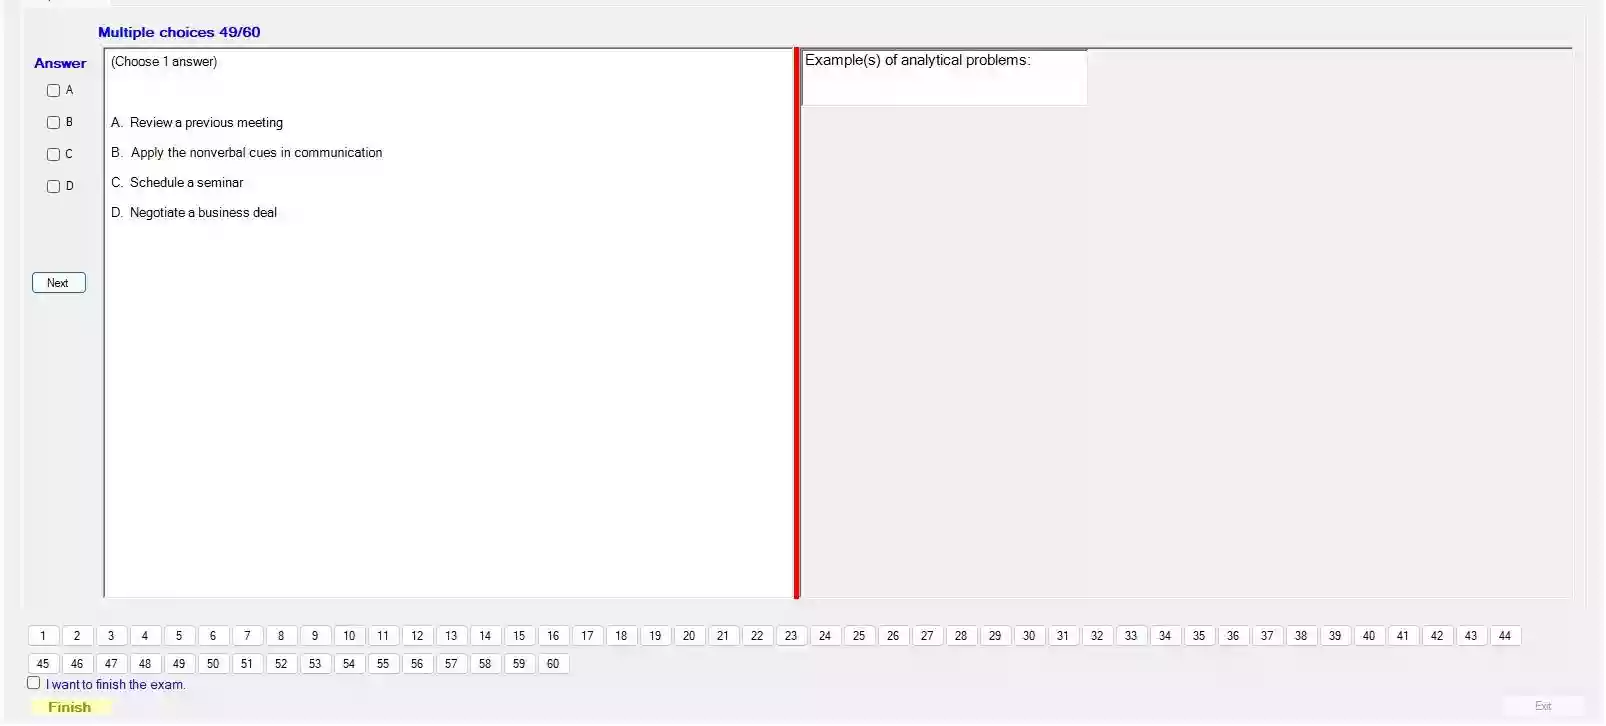 Multiple choices 49/60
Answer
(Choose 1 answer)
Example(s) of analytical problems:
A
B
C
D
A. Review a previous meeting
B. Apply the nonverbal cues in communication
C. Schedule a seminar
D. Negotiate a business deal
Next
1 2 3 4 5 6 7 8 9 10 11 12 13 14 15 16 17 18 19 20 21 22 23 24 25 26 27 28 29 30 31 32 33 34 35 36 37 38 39 40 41 42 43 44
45 46 47 48 49 50 51 52 53 54 55 56 57 58 59 60
I want to finish the exam.
Finish
Exit